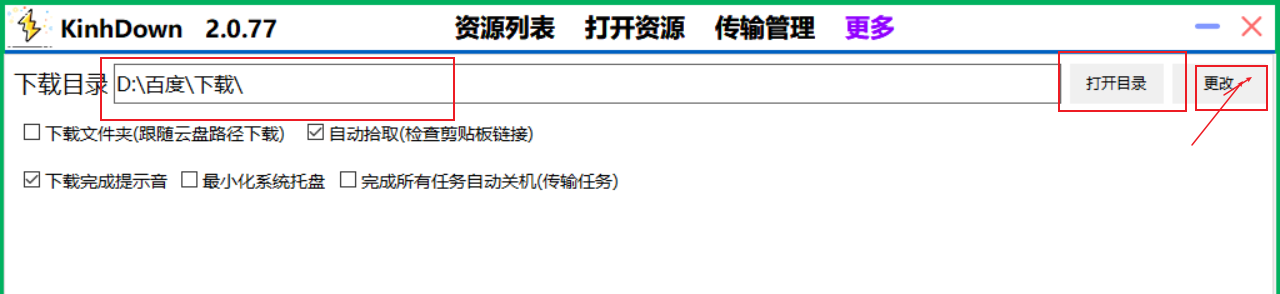 KinhDown 2.0.77 资源列表 打开资源 传输管理 更多
下载目录 D:\百度\下载\ 打开目录 更改
下载文件夹(跟随云盘路径下载) 自动拾取(检查剪贴板链接)
下载完成提示音 最小化系统托盘 完成所有任务自动关机(传输任务)